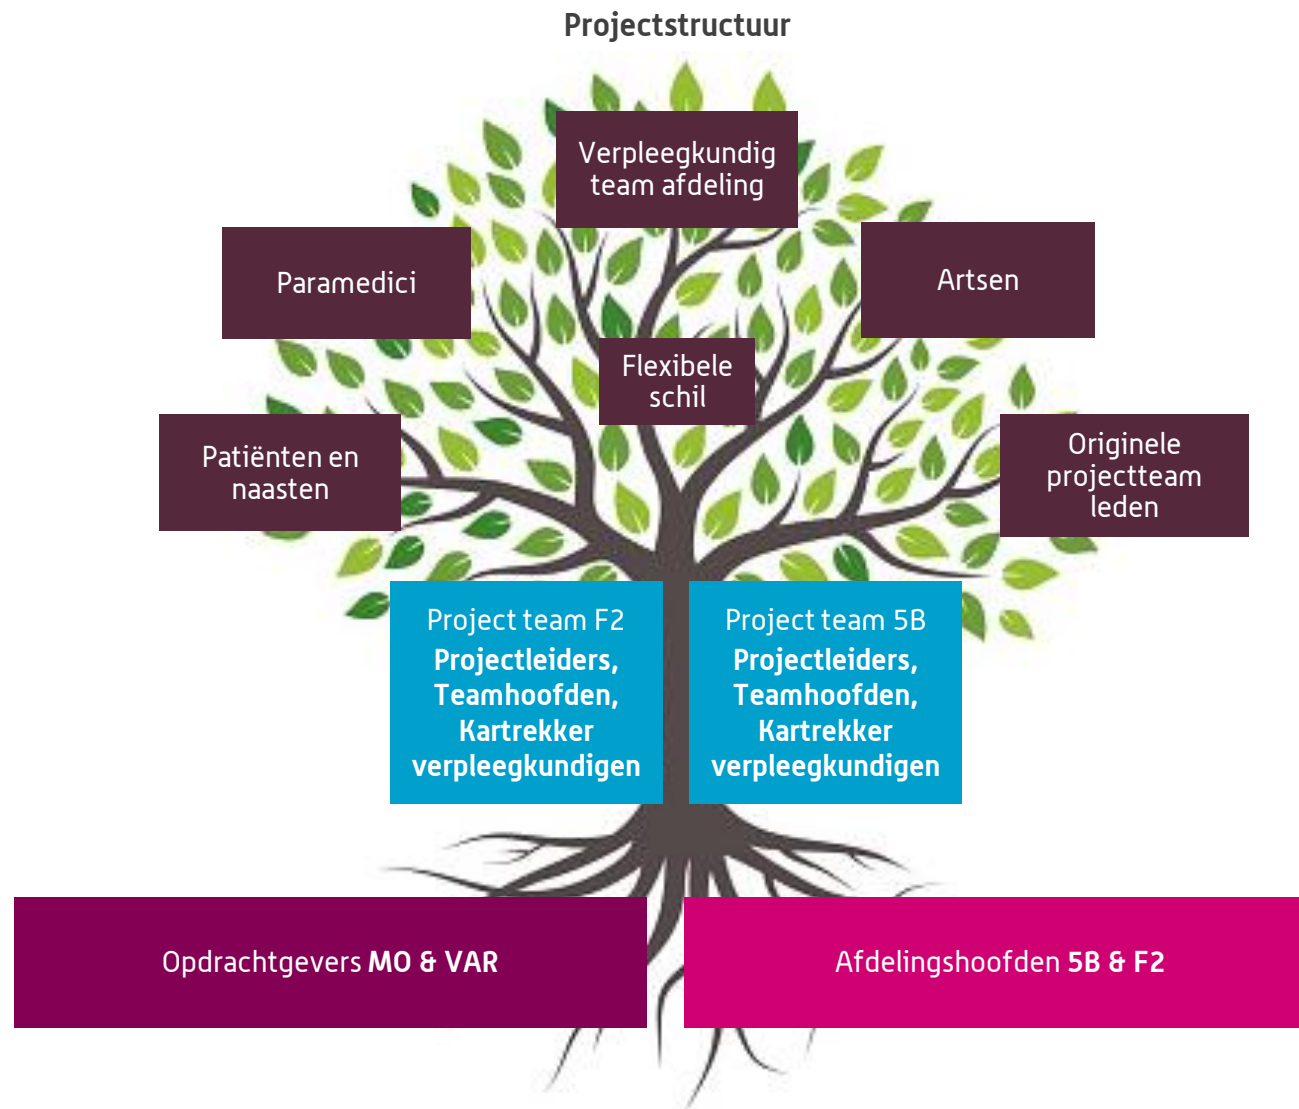 Projectstructuur
Verpleegkundig
team afdeling
Paramedici
Artsen
Flexibele
schil
Patiënten en
naasten
Originele
projectteam
leden
Project team F2
Projectleiders,
Teamhoofden,
Kartrekker
verpleegkundigen
Project team 5B
Projectleiders,
Teamhoofden,
Kartrekker
verpleegkundigen
Opdrachtgevers MO & VAR
Afdelingshoofden 5B & F2